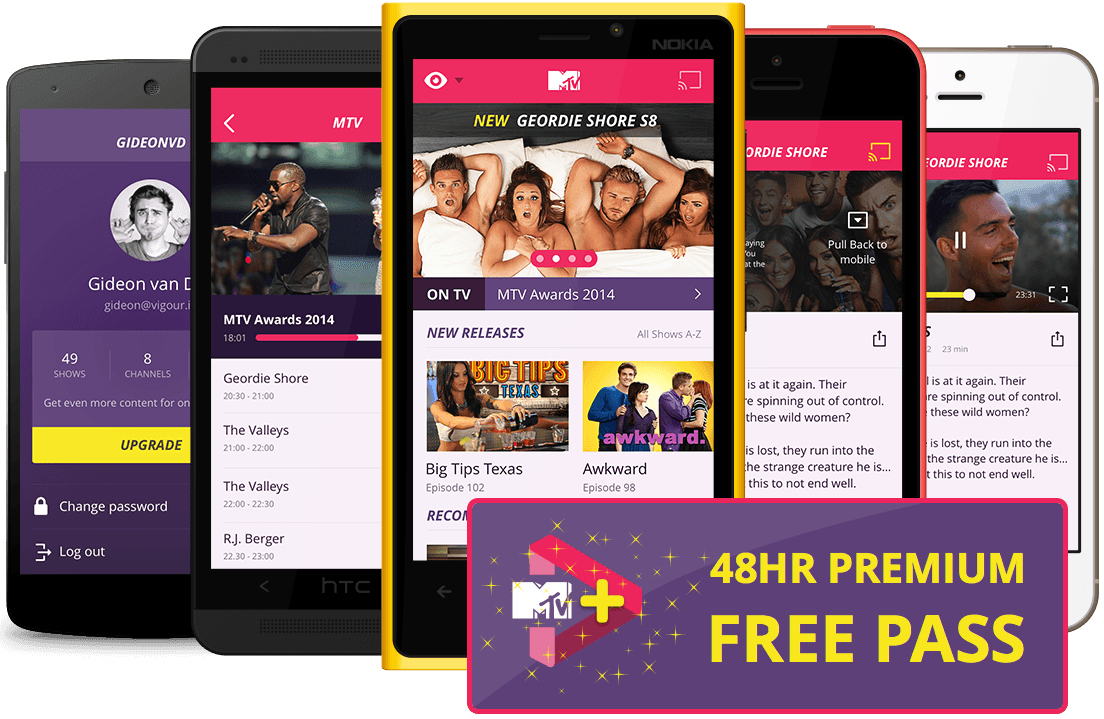 GIDEONVD
Gideon van D
gideon@vigour.i
49
SHOWS
8
CHANNELS
Get even more content for on
UPGRADE
Change password
Log out
MTV
MTV Awards 2014
18:01
Geordie Shore
20:30 - 21:00
The Valleys
21:00 - 22:00
The Valleys
22:00 - 22:30
R.J. Berger
22.30 - 23:00
hTC
NOKIA
MTV
NEW GEORDIE SHORE S8
ON TV
MTV Awards 2014
NEW RELEASES
All Shows A-Z
BIG TIPS
TEXAS
awkward.
Big Tips Texas
Episode 102
Awkward
Episode 98
RECOM
ORDIE SHORE
aying
You
at the
Pull Back to
mobile
l is at it again. Their
re spinning out of control.
these wild women?
e is lost, they run into the
the strange creature he is...
t this to not end well.
EORDIE SHORE
23:31
S
2
23 min
l is at it again. Their
re spinning out of control.
these wild women?
e is lost, they run into the
the strange creature he is...
t this to not end well.
MTV
+
48HR PREMIUM
FREE PASS